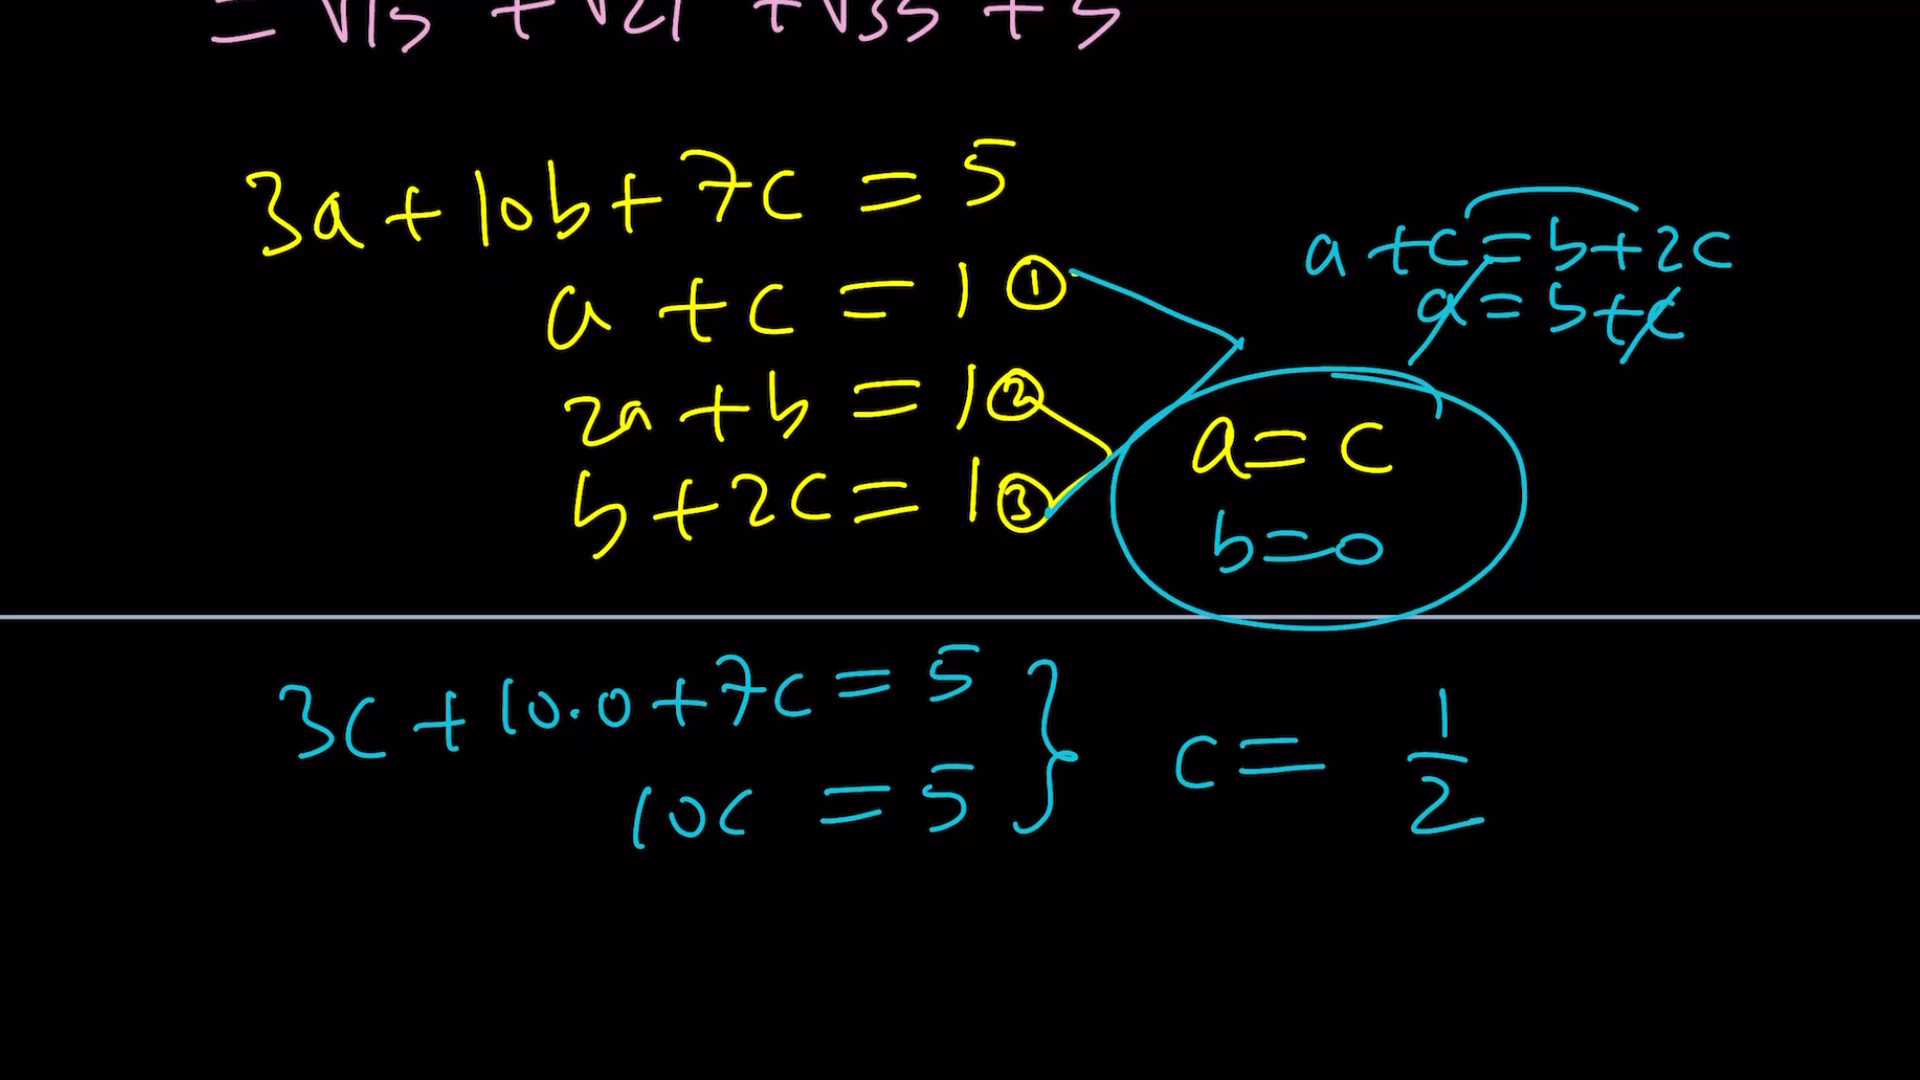 = √15 + √21 + √35 + 5
3a + 10b + 7c = 5
a + c = 1 ①
2a + b = 1 ②
b + 2c = 1 ③
a + c = b + 2c
a = b + c
a = c
b = 0
3c + 10.0 + 7c = 5
10c = 5
c = 1/2